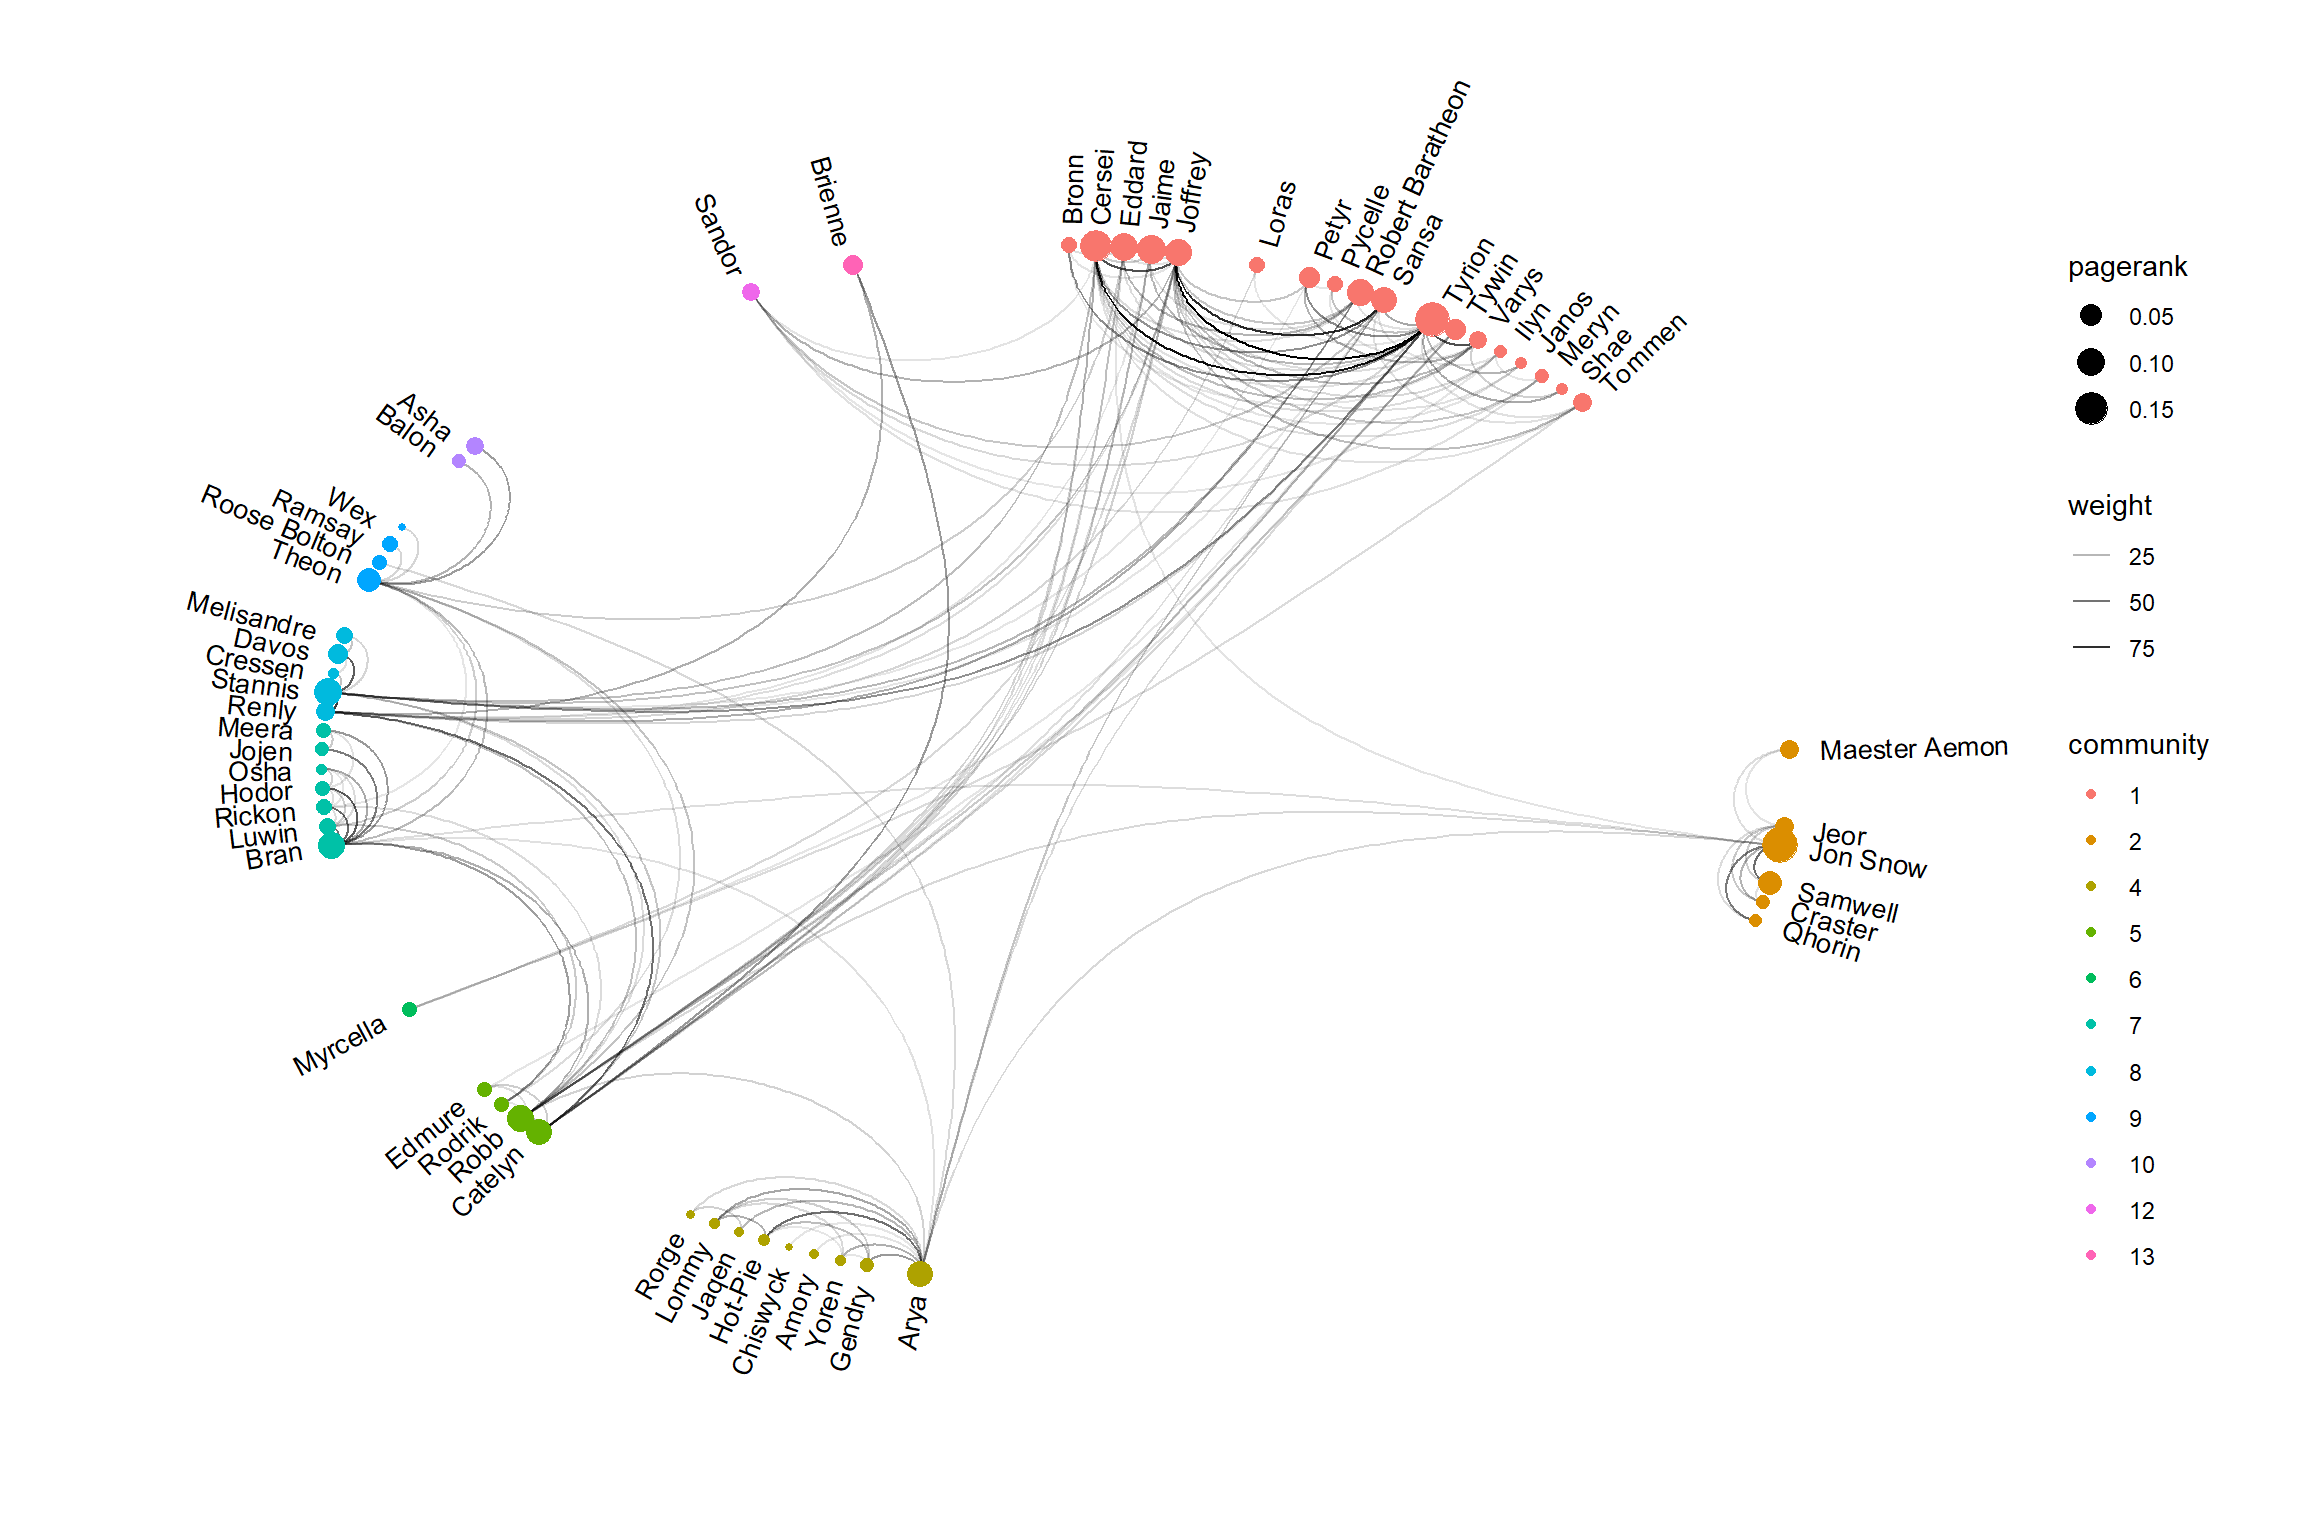 Sandor
Brienne
Bronn
Cersei
Eddard
Jaime
Joffrey
Loras
Petyr
Pycelle
Robert Baratheon
Sansa
Tyrion
Tywin
Varys
Ilyn
Janos
Meryn
Shae
Tommen
Asha
Balon
Wex
Ramsay
Roose Bolton
Theon
Melisandre
Davos
Cressen
Stannis
Renly
Meera
Jojen
Osha
Hodor
Rickon
Luwin
Bran
Myrcella
Edmure
Rodrik
Robb
Catelyn
Rorge
Lommy
Jaqen
Hot-Pie
Chiswyck
Amory
Yoren
Gendry
Arya
Maester Aemon
Jeor
Jon Snow
Samwell
Craster
Qhorin
pagerank
0.05
0.10
0.15
weight
25
50
75
community
1
2
4
5
6
7
8
9
10
12
13